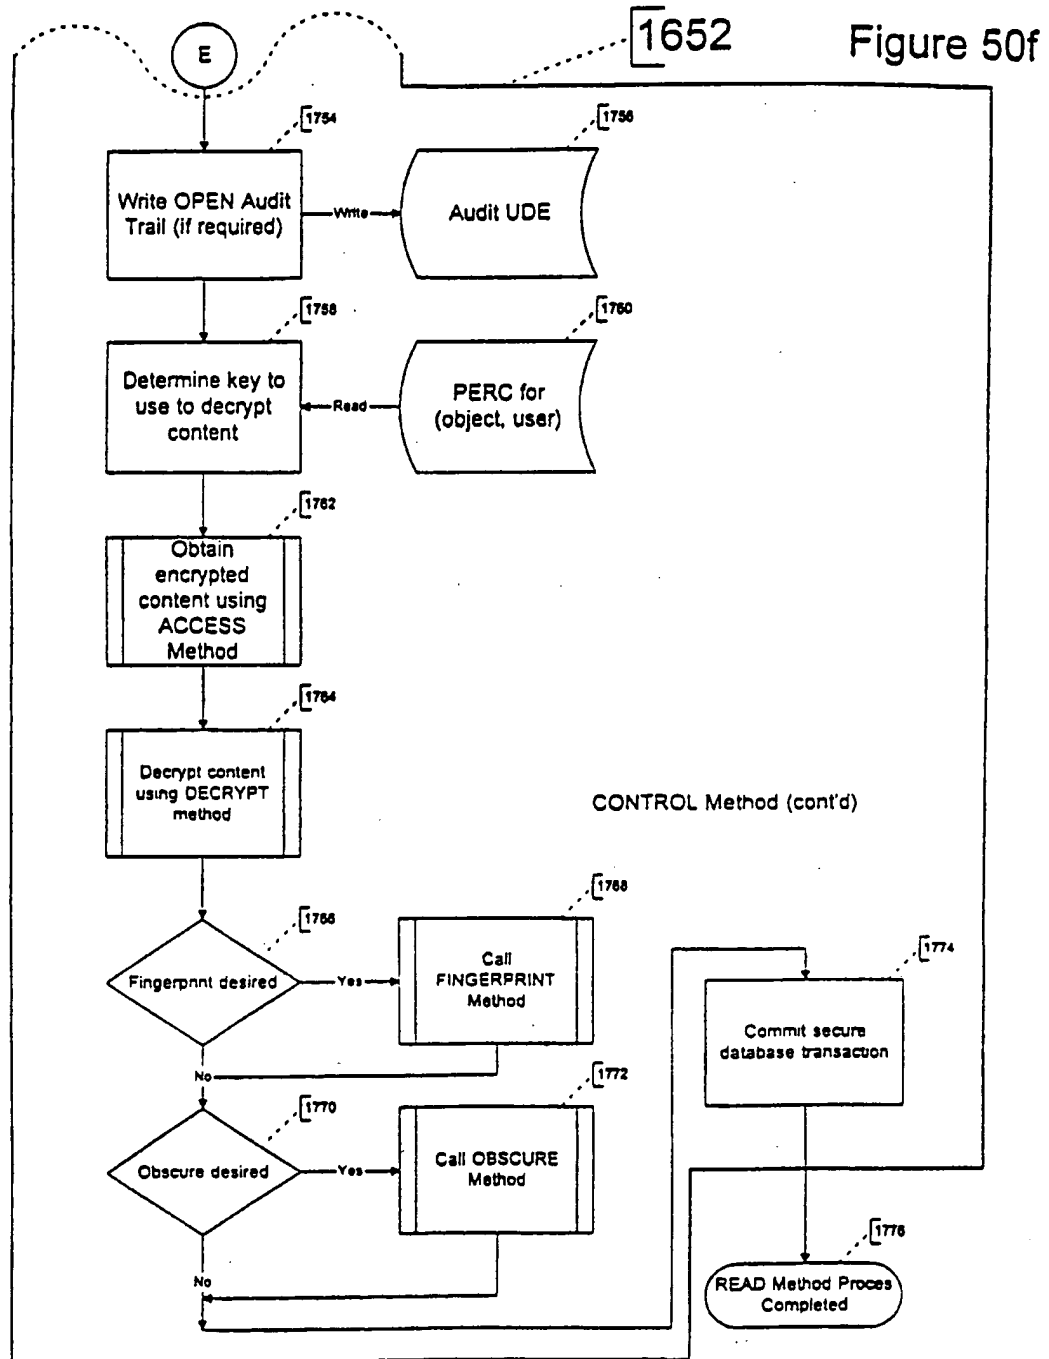 1652
Figure 50f
E
1754
Write OPEN Audit
Trail (if required)
Write
1756
Audit UDE
1758
Determine key to
use to decrypt
content
Read
1760
PERC for
(object, user)
1762
Obtain
encrypted
content using
ACCESS
Method
1764
Decrypt content
using DECRYPT
method
CONTROL Method (cont'd)
1766
Fingerprint desired
Yes
1768
Call
FINGERPRINT
Method
No
1770
Obscure desired
Yes
1772
Call OBSCURE
Method
No
1774
Commit secure
database transaction
1776
READ Method Proces
Completed